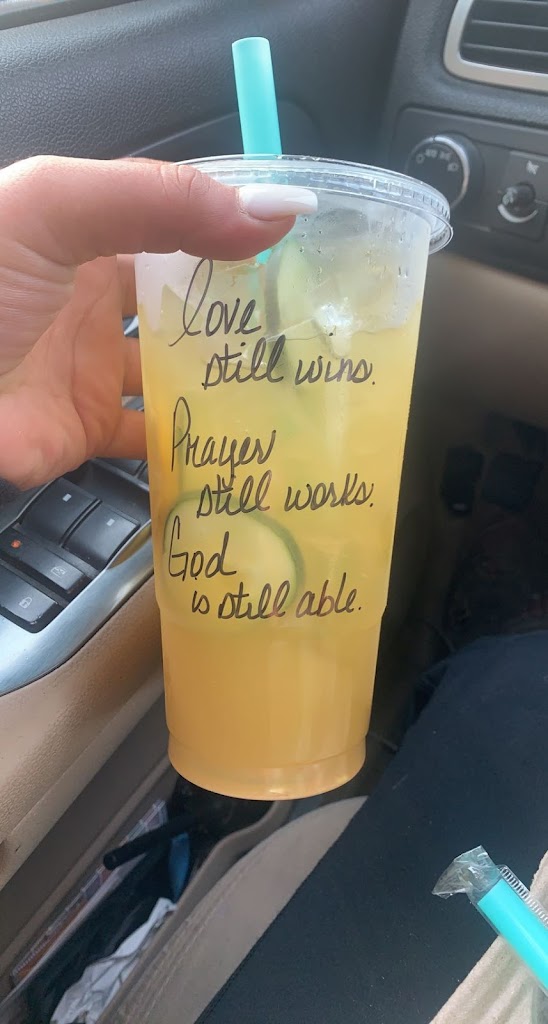 love
still wins.
Prayer
still works.
God
is still able.